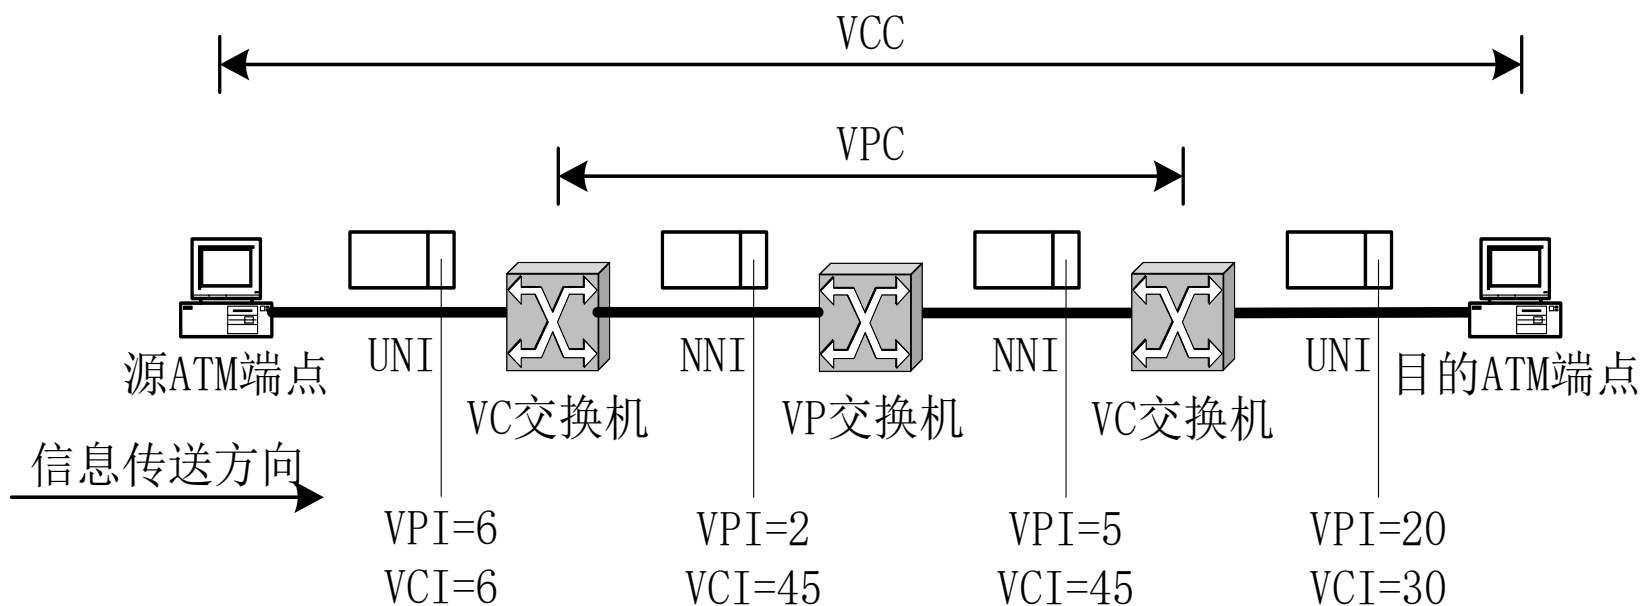 VCC
VPC
UNI
NNI
NNI
UNI
源ATM端点
目的ATM端点
VC交换机
VP交换机
VC交换机
信息传送方向
VPI=6
VPI=2
VPI=5
VPI=20
VCI=6
VCI=45
VCI=45
VCI=30